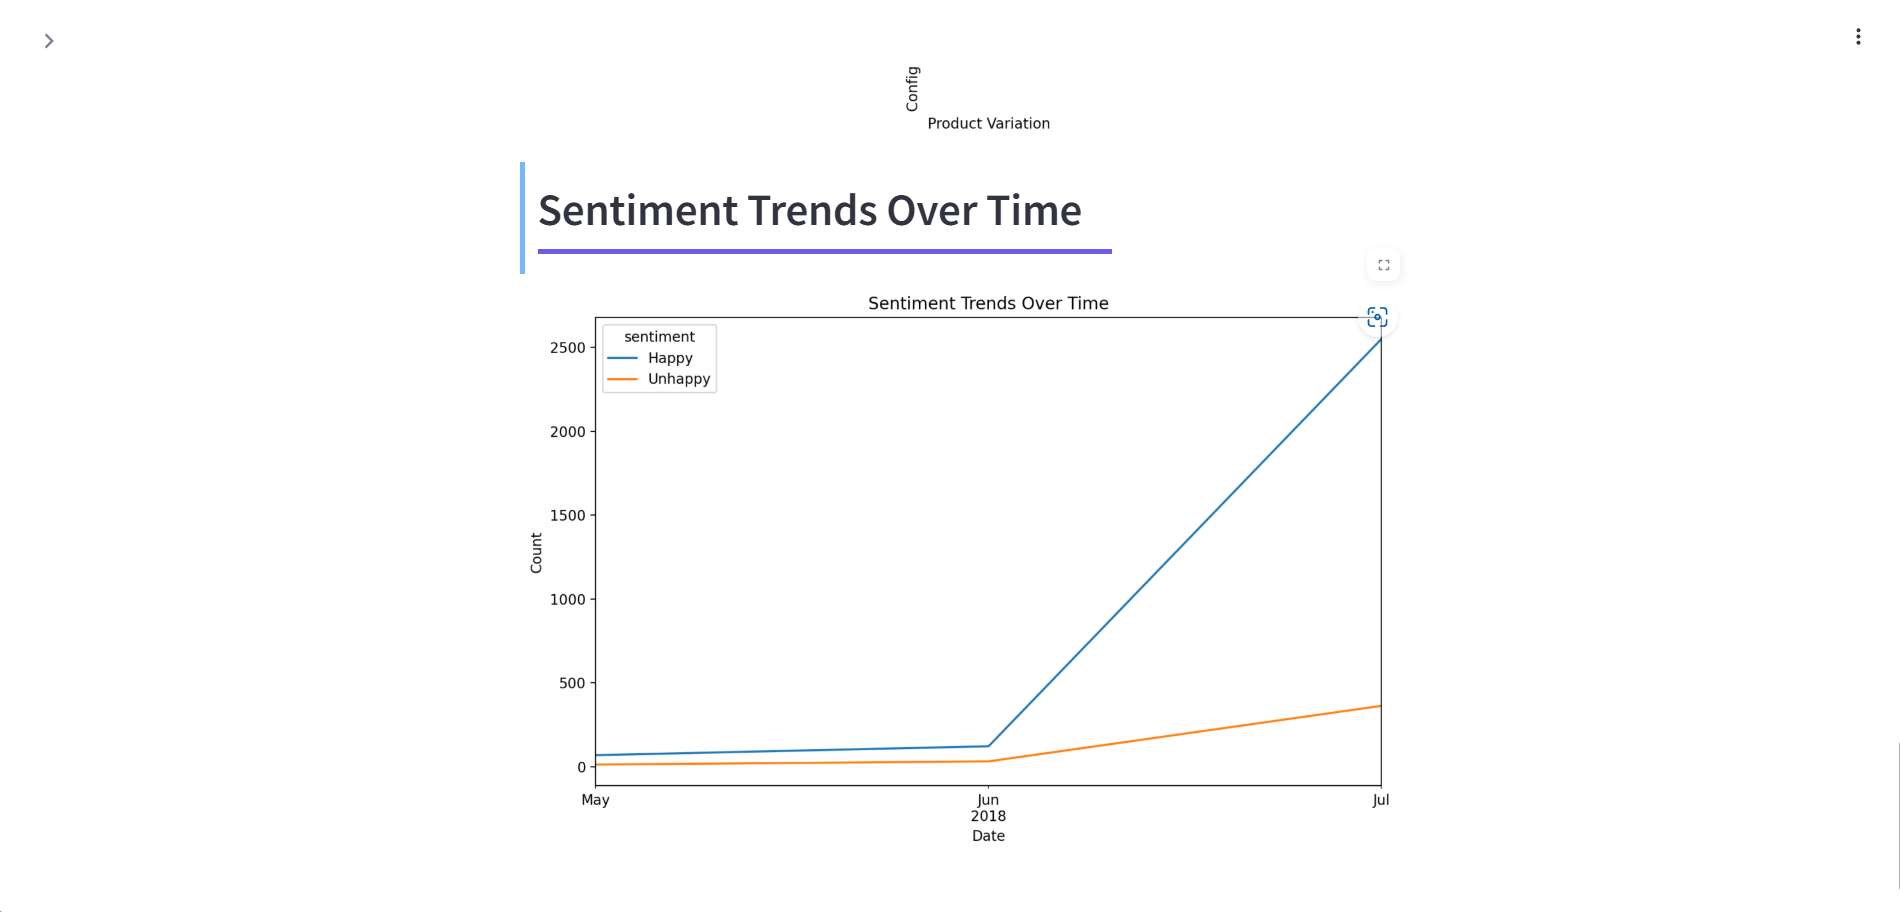 Config
Product Variation
Sentiment Trends Over Time
Sentiment Trends Over Time
sentiment
Happy
Unhappy
2500
2000
1500
1000
500
0
Count
May
Jun
Jul
2018
Date